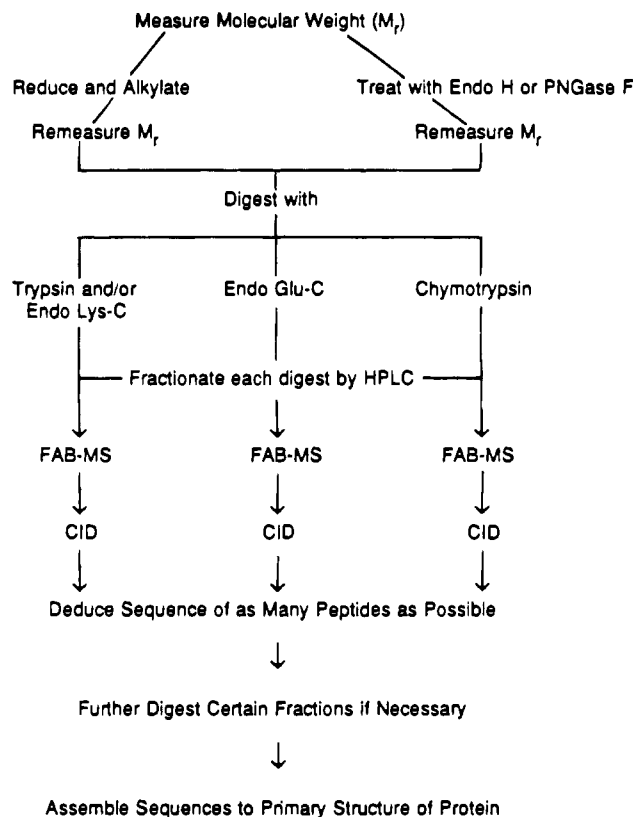 Measure Molecular Weight (Mr)
Reduce and Alkylate
Treat with Endo H or PNGase F
Remeasure Mr
Remeasure Mr
Digest with
Trypsin and/or
Endo Lys-C
Endo Glu-C
Chymotrypsin
Fractionate each digest by HPLC
FAB-MS
FAB-MS
FAB-MS
CID
CID
CID
Deduce Sequence of as Many Peptides as Possible
Further Digest Certain Fractions if Necessary
Assemble Sequences to Primary Structure of Protein